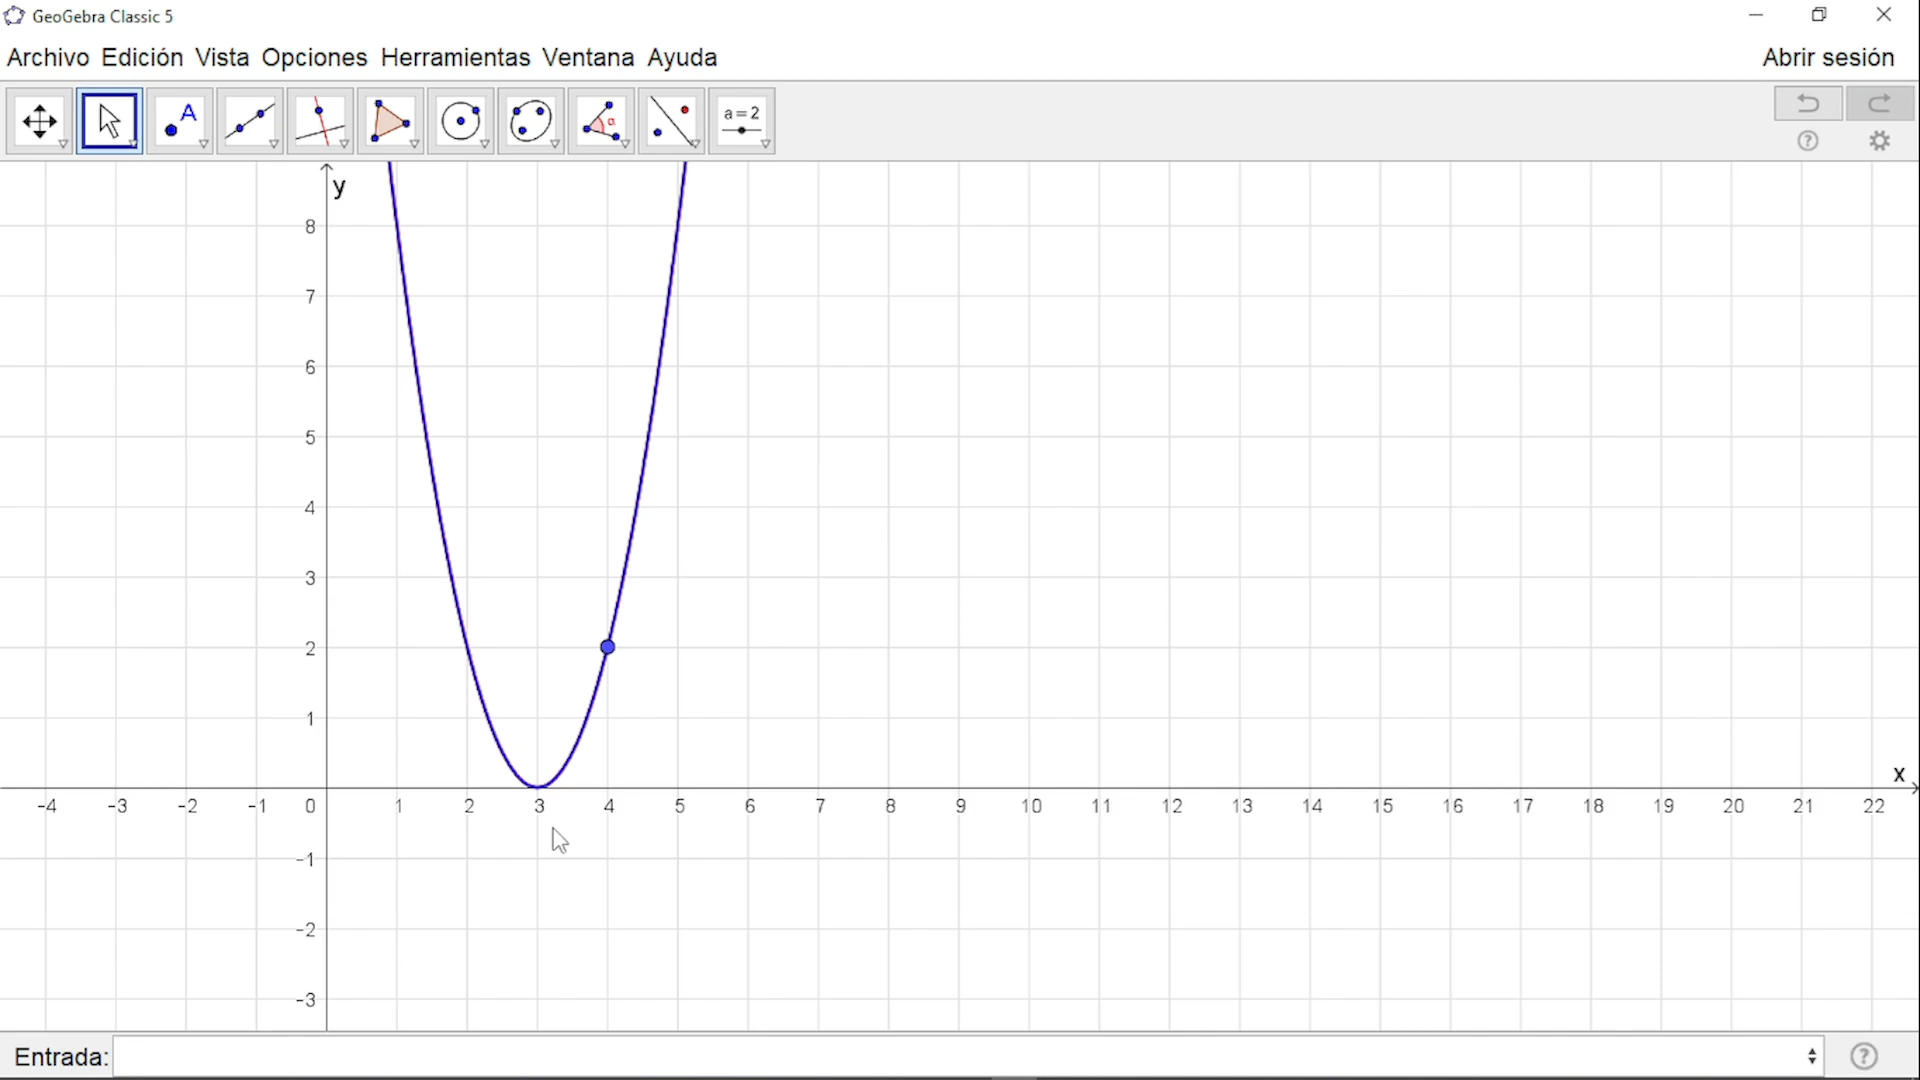 GeoGebra Classic 5
Archivo Edición Vista Opciones Herramientas Ventana Ayuda
Abrir sesión
A
α
a = 2
y
8
7
6
5
4
3
2
1
x
-4 -3 -2 -1 0 1 2 3 4 5 6 7 8 9 10 11 12 13 14 15 16 17 18 19 20 21 22
-1
-2
-3
Entrada: